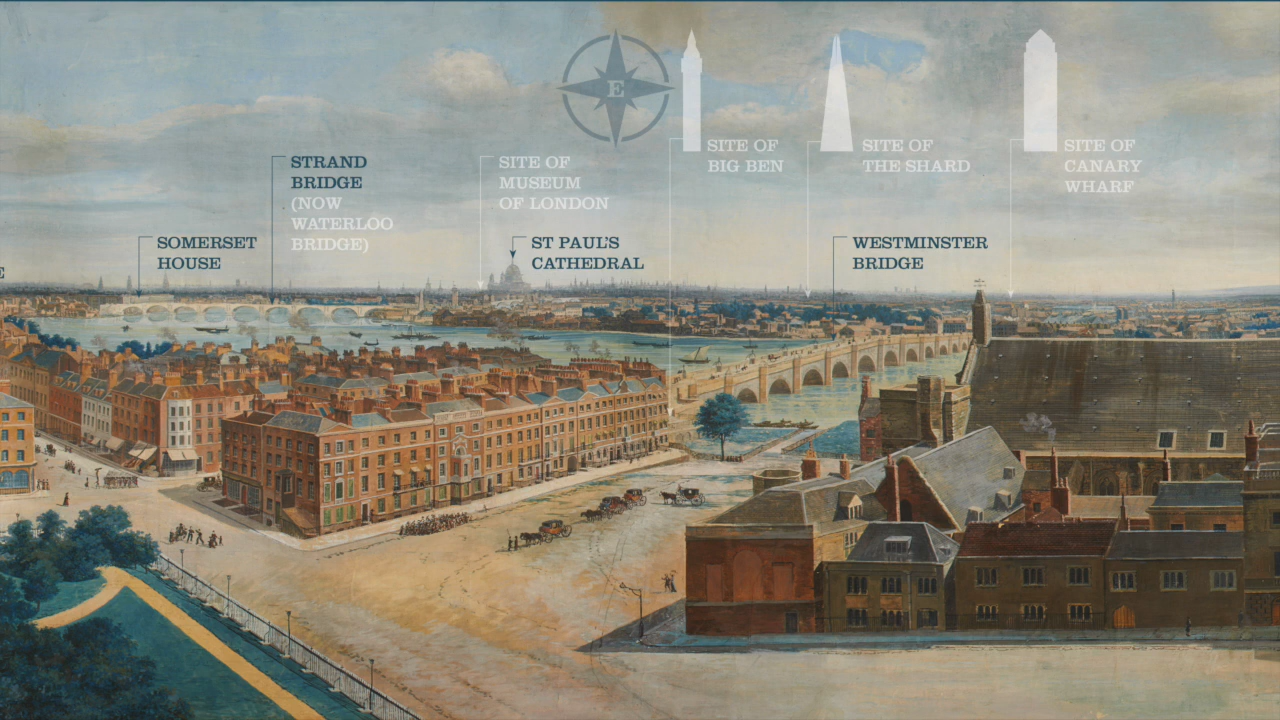 E
SITE OF
BIG BEN
SITE OF
THE SHARD
SITE OF
CANARY
WHARF
STRAND
BRIDGE
(NOW
WATERLOO
BRIDGE)
SITE OF
MUSEUM
OF LONDON
SOMERSET
HOUSE
ST PAUL'S
CATHEDRAL
WESTMINSTER
BRIDGE
E